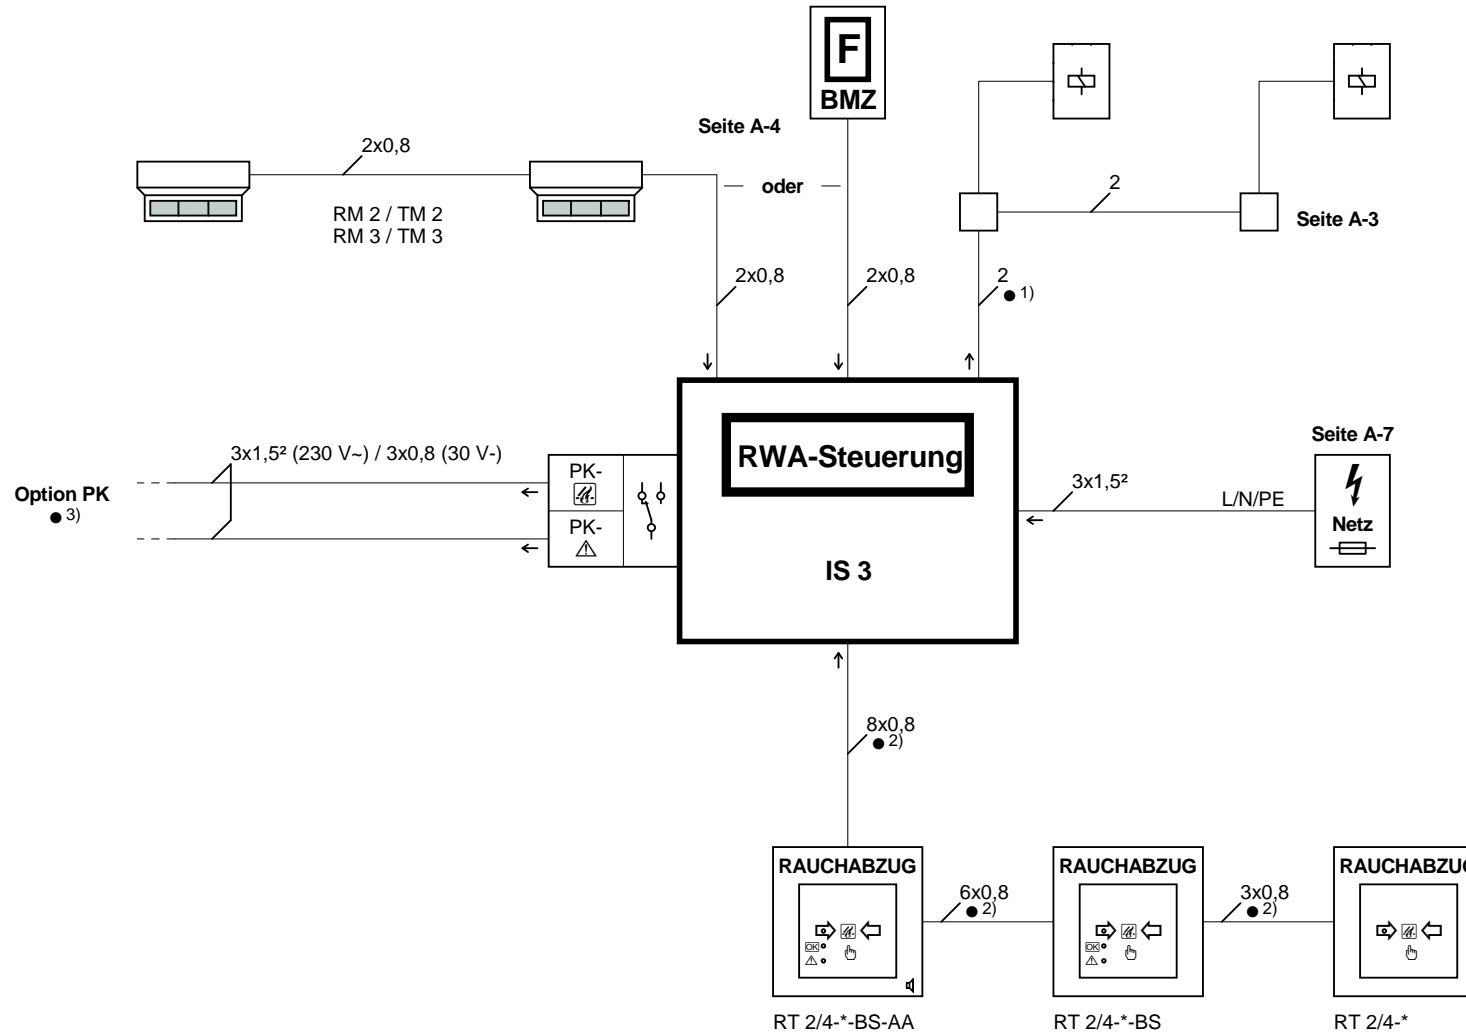 F
BMZ
Seite A-4
2x0,8
oder
RM 2 / TM 2
RM 3 / TM 3
2
Seite A-3
2x0,8
2x0,8
2
● 1)
3x1,5² (230 V~) / 3x0,8 (30 V-)
Option PK
● 3)
PK-
PK-
RWA-Steuerung
IS 3
3x1,5²
L/N/PE
Seite A-7
Netz
8x0,8
● 2)
RAUCHABZUG
OK
6x0,8
● 2)
RAUCHABZUG
OK
3x0,8
● 2)
RAUCHABZUG
RT 2/4-*-BS-AA
RT 2/4-*-BS
RT 2/4-*